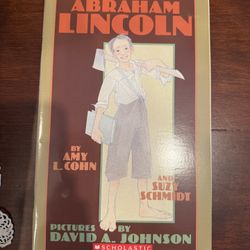 ABRAHAM
LINCOLN
BY
AMY
L. COHN
AND
SUZY
SCHMIDT
PICTURES BY
DAVID A. JOHNSON
SCHOLASTIC